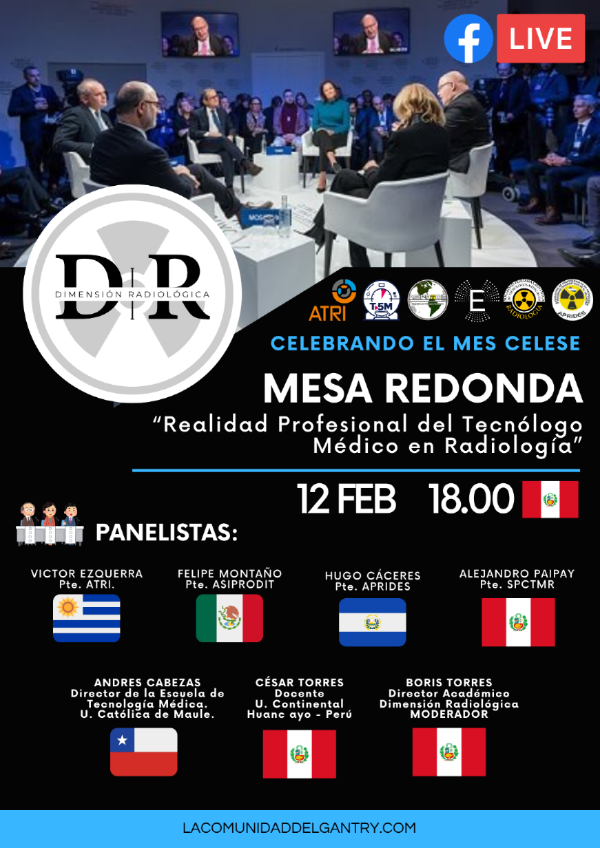 LIVE
D R
DIMENSIÓN RADIOLÓGICA
ATRI
E
RADIOLOGÍA
APRIDES
CELEBRANDO EL MES CELESE
MESA REDONDA
“Realidad Profesional del Tecnólogo
Médico en Radiología”
12 FEB 18.00
PANELISTAS:
VICTOR EZQUERRA
Pte. ATRI.
FELIPE MONTAÑO
Pte. ASIPRODIT
HUGO CÁCERES
Pte. APRIDES
ALEJANDRO PAIPAY
Pte. SPCTMR
ANDRES CABEZAS
Director de la Escuela de
Tecnología Médica.
U. Católica de Maule.
CÉSAR TORRES
Docente
U. Continental
Huanc ayo - Perú
BORIS TORRES
Director Académico
Dimensión Radiológica
MODERADOR
LACOMUNIDADDELGANTRY.COM